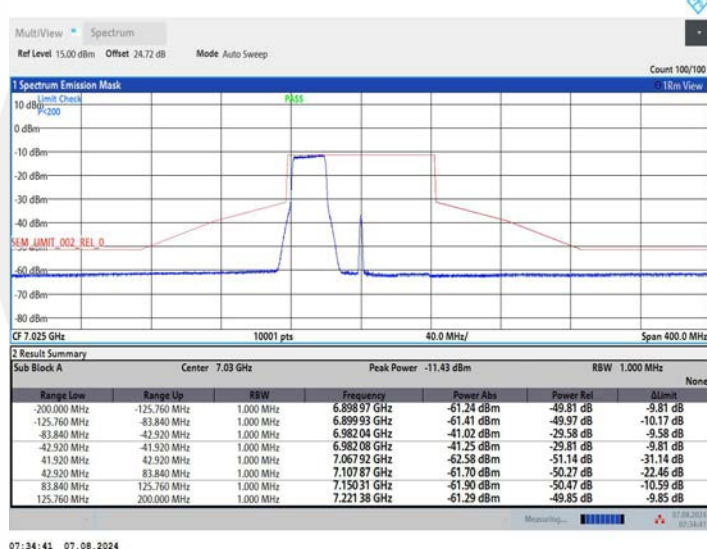 MultiView Spectrum
Ref Level 15.00 dBm Offset 24.72 dB Mode Auto Sweep
Count 100/100
1 Spectrum Emission Mask 1Rm View
10 dBm Limit Check PASS
P<200
0 dBm
-10 dBm
-20 dBm
-30 dBm
-40 dBm
SEM_LIMIT_002_REL_0
-60 dBm
-70 dBm
-80 dBm
CF 7.025 GHz 10001 pts 40.0 MHz/ Span 400.0 MHz
2 Result Summary
Sub Block A Center 7.03 GHz Peak Power -11.43 dBm RBW 1.000 MHz
None
Range Low Range Up RBW Frequency Power Abs Power Rel ΔLimit
-200.000 MHz -125.760 MHz 1.000 MHz 6.898 97 GHz -61.24 dBm -49.81 dB -9.81 dB
-125.760 MHz -83.840 MHz 1.000 MHz 6.899 93 GHz -61.41 dBm -49.97 dB -10.17 dB
-83.840 MHz -42.920 MHz 1.000 MHz 6.982 04 GHz -41.02 dBm -29.58 dB -9.58 dB
-42.920 MHz -41.920 MHz 1.000 MHz 6.982 08 GHz -41.25 dBm -29.81 dB -9.81 dB
41.920 MHz 42.920 MHz 1.000 MHz 7.067 92 GHz -62.58 dBm -51.14 dB -31.14 dB
42.920 MHz 83.840 MHz 1.000 MHz 7.107 87 GHz -61.70 dBm -50.27 dB -22.46 dB
83.840 MHz 125.760 MHz 1.000 MHz 7.150 31 GHz -61.90 dBm -50.47 dB -10.59 dB
125.760 MHz 200.000 MHz 1.000 MHz 7.221 38 GHz -61.29 dBm -49.85 dB -9.85 dB
Measuring... 07.08.2024
07:34:41
07:34:41 07.08.2024